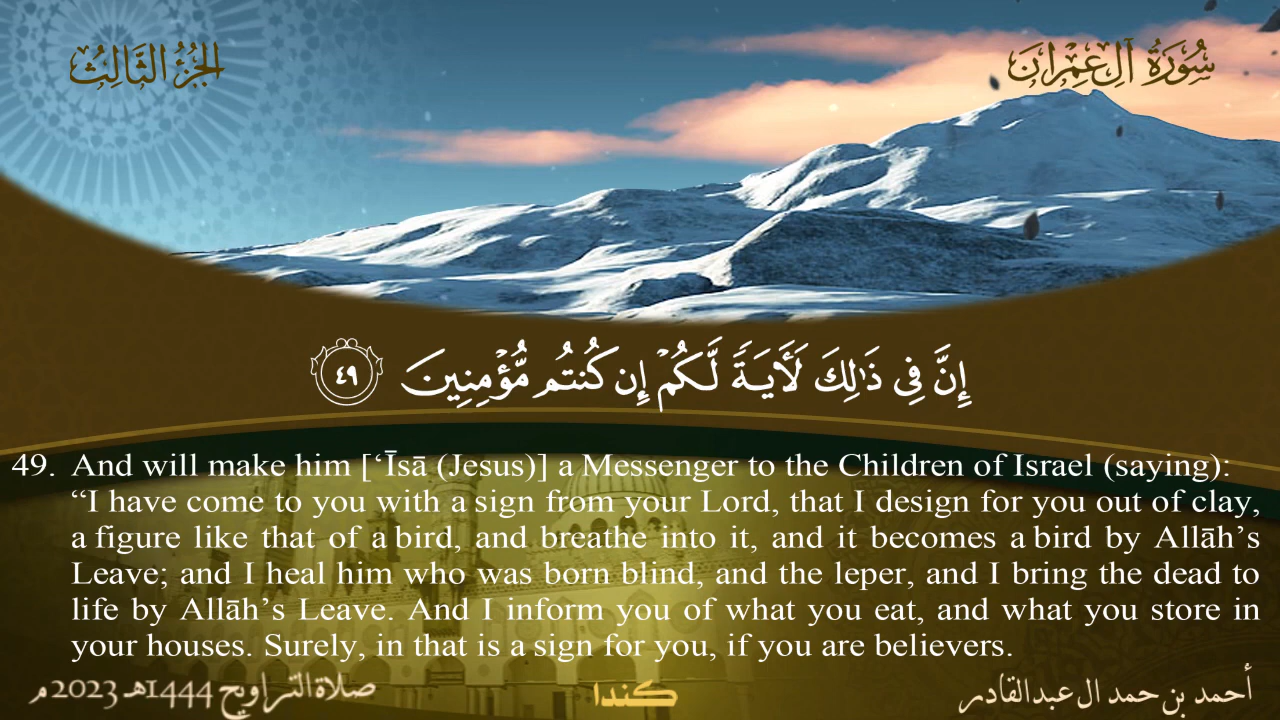 الجُزْءُ الثَّالِثُ
سُورَةُ آلِ عِمْرَانَ
إِنَّ فِي ذَٰلِكَ لَآيَةً لَّكُمْ إِن كُنتُم مُّؤْمِنِينَ ٤٩
49. And will make him [‘Īsā (Jesus)] a Messenger to the Children of Israel (saying):
“I have come to you with a sign from your Lord, that I design for you out of clay,
a figure like that of a bird, and breathe into it, and it becomes a bird by Allāh’s
Leave; and I heal him who was born blind, and the leper, and I bring the dead to
life by Allāh’s Leave. And I inform you of what you eat, and what you store in
your houses. Surely, in that is a sign for you, if you are believers.
صلاة التراويح 1444هـ 2023م
كندا
أحمد بن حمد ال عبدالقادر